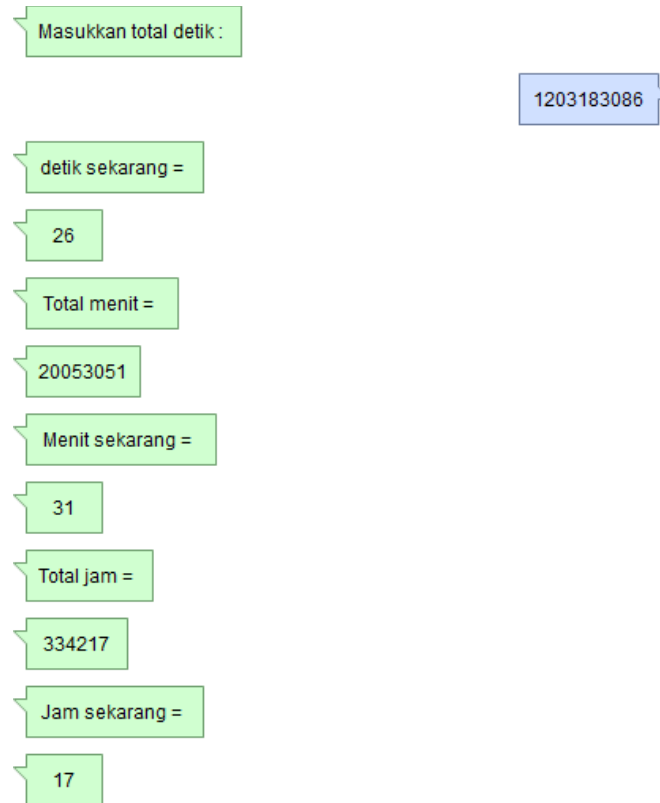 Masukkan total detik :
1203183086
detik sekarang =
26
Total menit =
20053051
Menit sekarang =
31
Total jam =
334217
Jam sekarang =
17